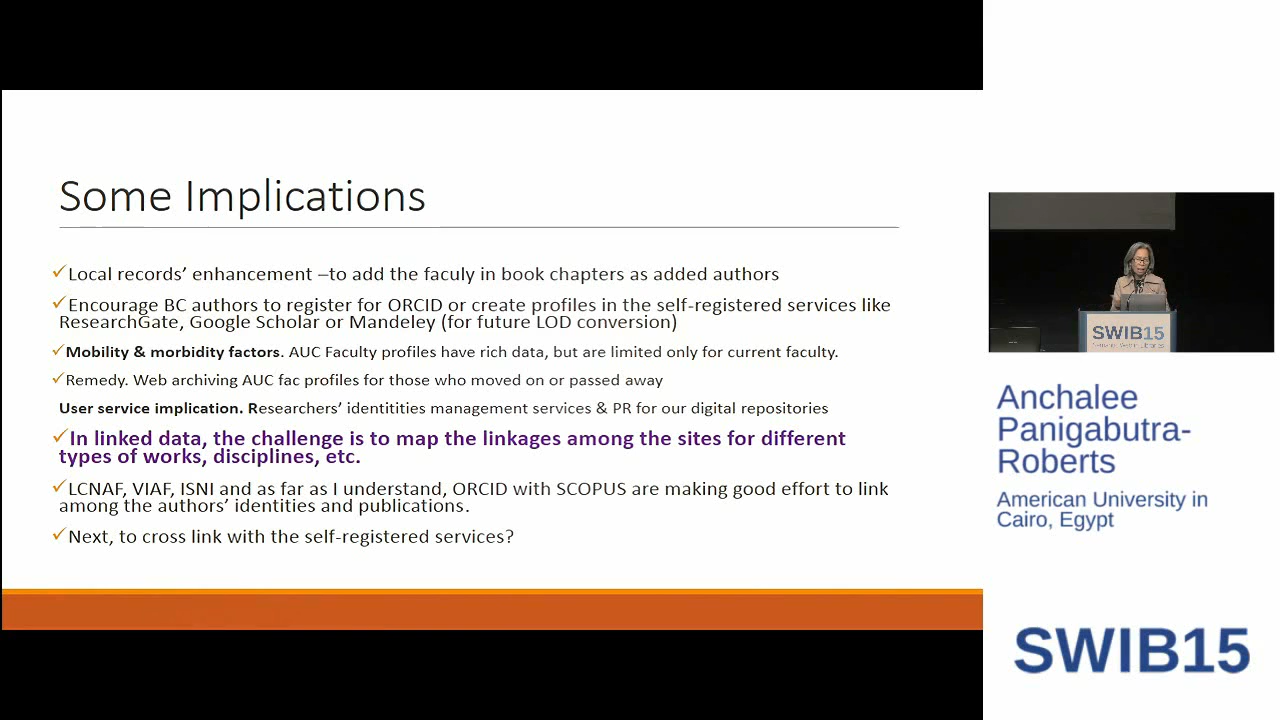 Some Implications
✓Local records’ enhancement –to add the faculy in book chapters as added authors
✓Encourage BC authors to register for ORCID or create profiles in the self-registered services like
ResearchGate, Google Scholar or Mandeley (for future LOD conversion)
✓Mobility & morbidity factors. AUC Faculty profiles have rich data, but are limited only for current faculty.
✓Remedy. Web archiving AUC fac profiles for those who moved on or passed away
User service implication. Researchers’ identitities management services & PR for our digital repositories
✓In linked data, the challenge is to map the linkages among the sites for different
types of works, disciplines, etc.
✓LCNAF, VIAF, ISNI and as far as I understand, ORCID with SCOPUS are making good effort to link
among the authors’ identities and publications.
✓Next, to cross link with the self-registered services?
SWIB15
Anchalee
Panigabutra-
Roberts
American University in
Cairo, Egypt
SWIB15